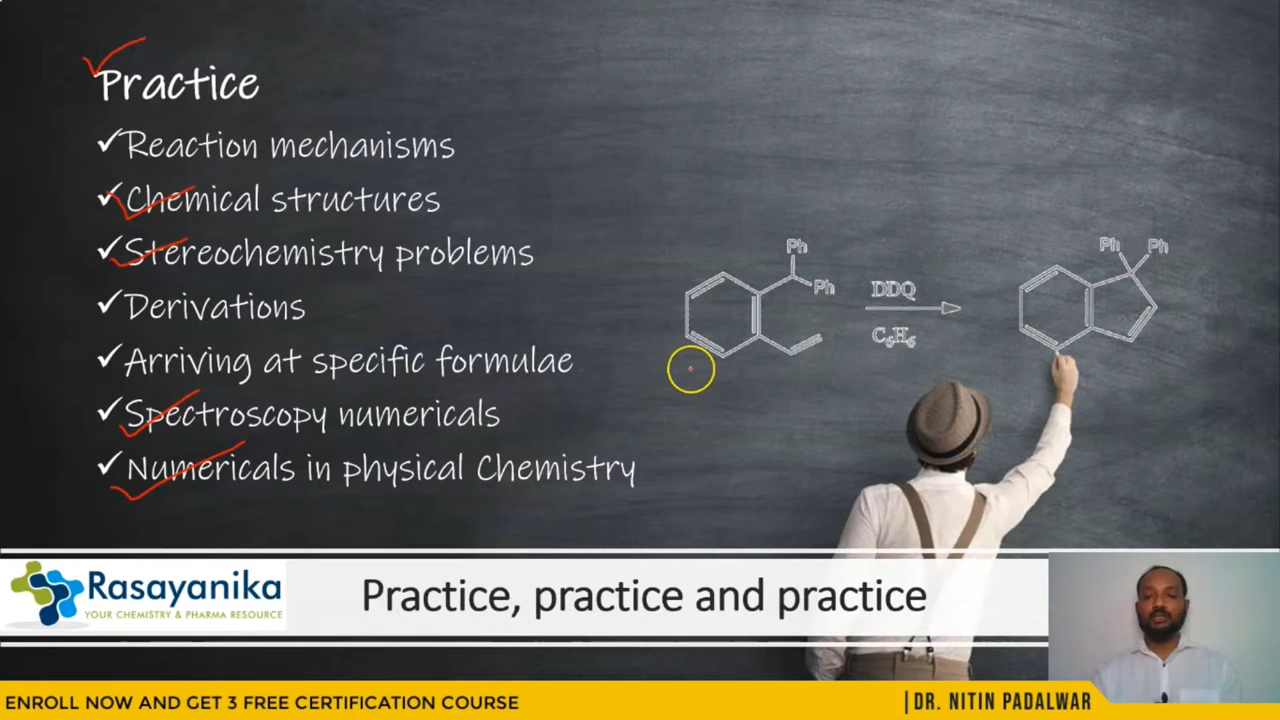 Practice
✓Reaction mechanisms
✓Chemical structures
✓Stereochemistry problems
✓Derivations
✓Arriving at specific formulae
✓Spectroscopy numericals
✓Numericals in physical Chemistry
Ph
Ph
DDQ
C₆H₆
Ph Ph
Rasayanika
YOUR CHEMISTRY & PHARMA RESOURCE
Practice, practice and practice
ENROLL NOW AND GET 3 FREE CERTIFICATION COURSE
|DR. NITIN PADALWAR